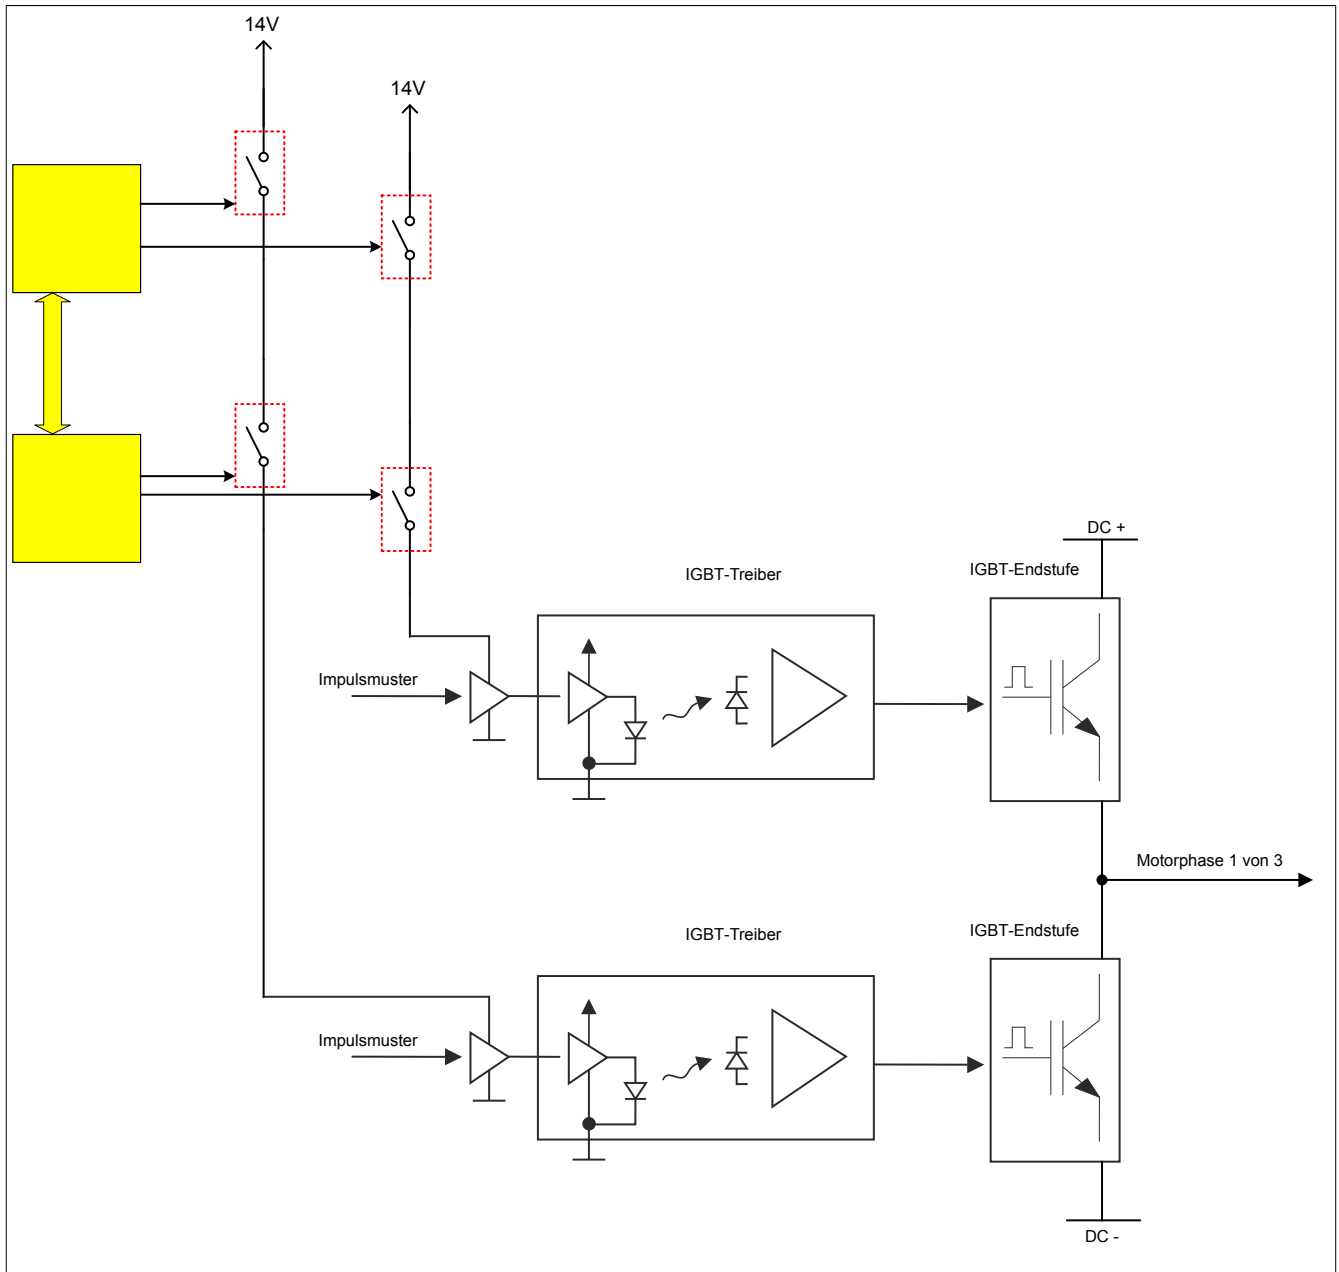 14V
14V
DC +
IGBT-Treiber
IGBT-Endstufe
Impulsmuster
Motorphase 1 von 3
IGBT-Treiber
IGBT-Endstufe
Impulsmuster
DC -